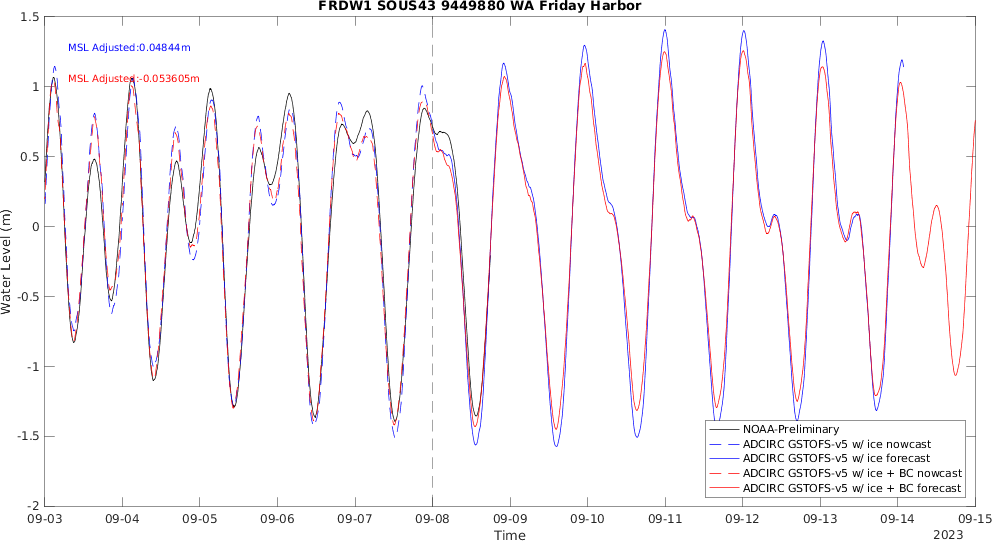 FRDW1 SOUS43 9449880 WA Friday Harbor
MSL Adjusted:0.04844m
MSL Adjusted:-0.053605m
Water Level (m)
1.5
1
0.5
0
-0.5
-1
-1.5
-2
09-03 09-04 09-05 09-06 09-07 09-08 09-09 09-10 09-11 09-12 09-13 09-14 09-15
Time
2023
NOAA-Preliminary
ADCIRC GSTOFS-v5 w/ ice nowcast
ADCIRC GSTOFS-v5 w/ ice forecast
ADCIRC GSTOFS-v5 w/ ice + BC nowcast
ADCIRC GSTOFS-v5 w/ ice + BC forecast